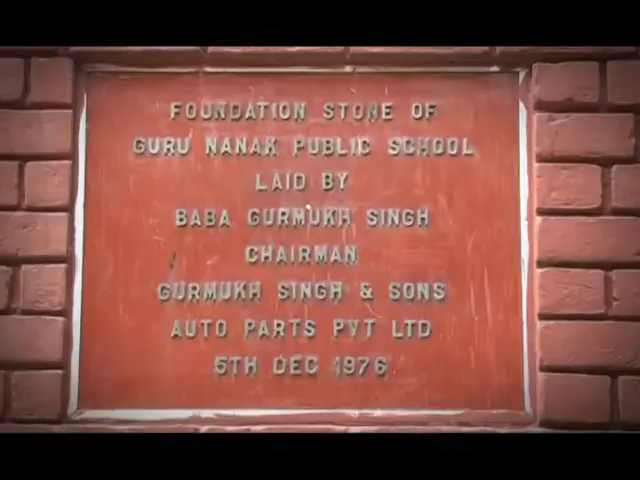 FOUNDATION STONE OF
GURU NANAK PUBLIC SCHOOL
LAID BY
BABA GURMUKH SINGH
CHAIRMAN
GURMUKH SINGH & SONS
AUTO PARTS PVT LTD
5TH DEC 1976